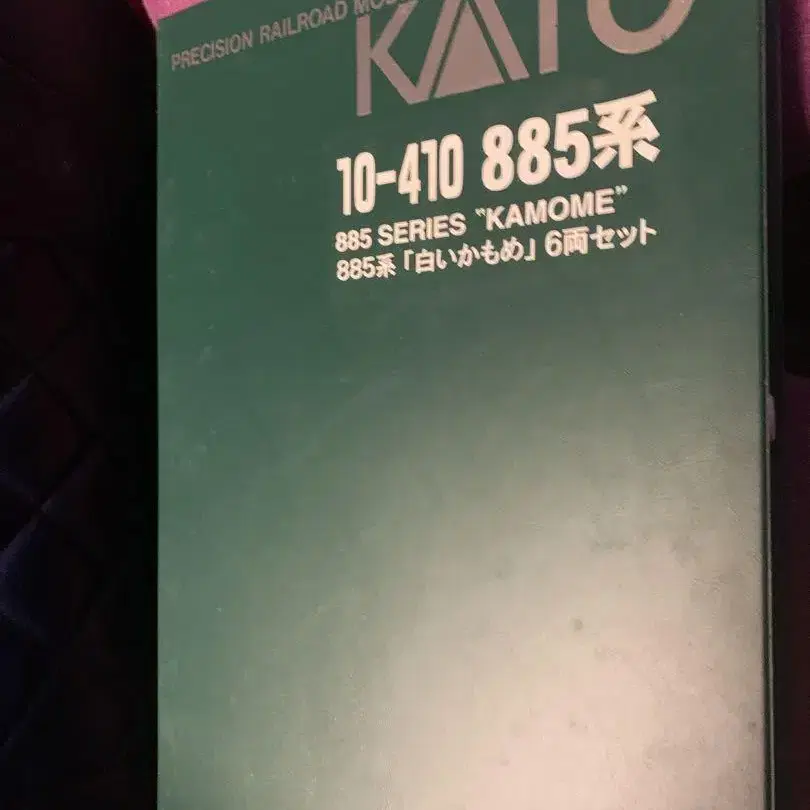 PRECISION RAILROAD MOD
KATO
10-410 885系
885 SERIES "KAMOME"
885系「白いかもめ」6両セット